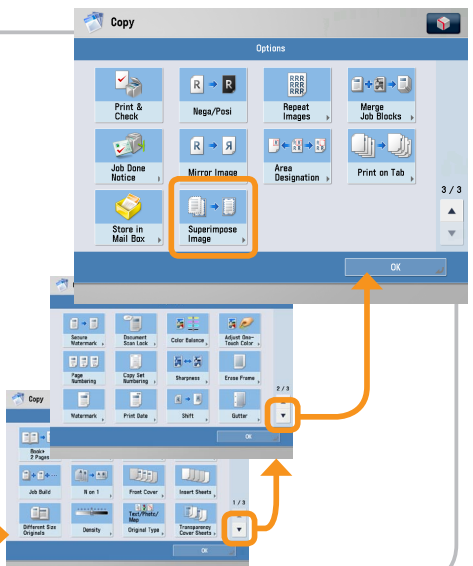 Copy
Options
Print &
Check
Nega/Posi
Repeat
Images
Merge
Job Blocks
Job Done
Notice
Mirror Image
Area
Designation
Print on Tab
3 / 3
Store in
Mail Box
Superimpose
Image
OK
Secure
Watermark
Document
Scan Lock
Color Balance
Adjust One-
Touch Color
Page
Numbering
Copy Set
Numbering
Sharpness
Erase Frame
2 / 3
Watermark
Print Date
Shift
Gutter
OK
Copy
Book▸
2 Pages
Job Build
N on 1
Front Cover
Insert Sheets
1 / 3
Different Size
Originals
Density
Text/Photo/
Map
Original Type
Transparency
Cover Sheets
OK